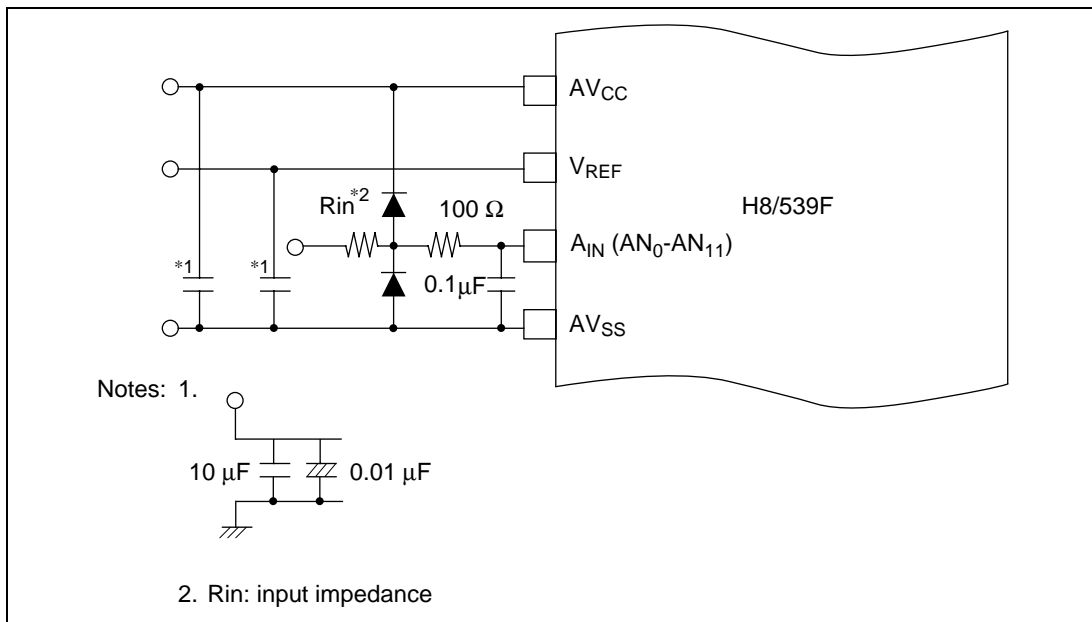 AVCC
VREF
H8/539F
Rin*2
100 Ω
AIN (AN0-AN11)
*1
*1
0.1µF
AVSS
Notes: 1.
10 µF
0.01 µF
2. Rin: input impedance